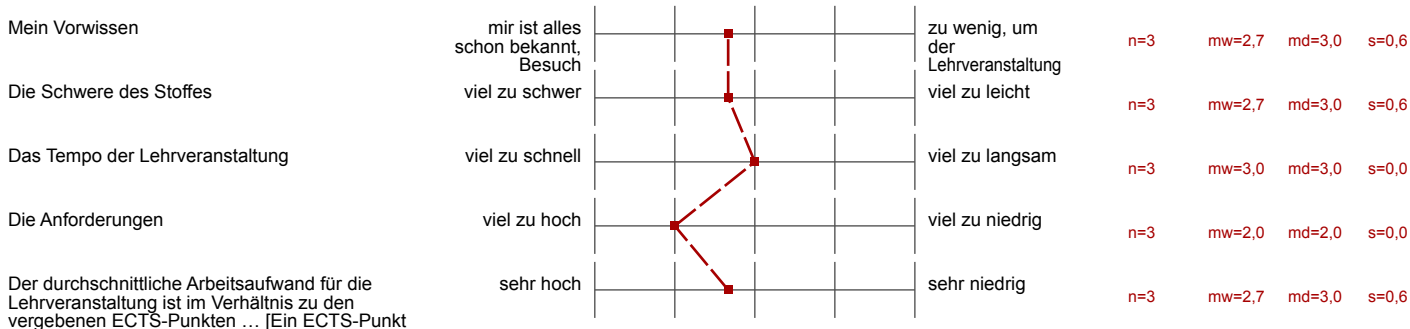 Mein Vorwissen
mir ist alles
schon bekannt,
Besuch
zu wenig, um
der
Lehrveranstaltung
n=3 mw=2,7 md=3,0 s=0,6
Die Schwere des Stoffes
viel zu schwer
viel zu leicht
n=3 mw=2,7 md=3,0 s=0,6
Das Tempo der Lehrveranstaltung
viel zu schnell
viel zu langsam
n=3 mw=3,0 md=3,0 s=0,0
Die Anforderungen
viel zu hoch
viel zu niedrig
n=3 mw=2,0 md=2,0 s=0,0
Der durchschnittliche Arbeitsaufwand für die
Lehrveranstaltung ist im Verhältnis zu den
vergebenen ECTS-Punkten … [Ein ECTS-Punkt
sehr hoch
sehr niedrig
n=3 mw=2,7 md=3,0 s=0,6